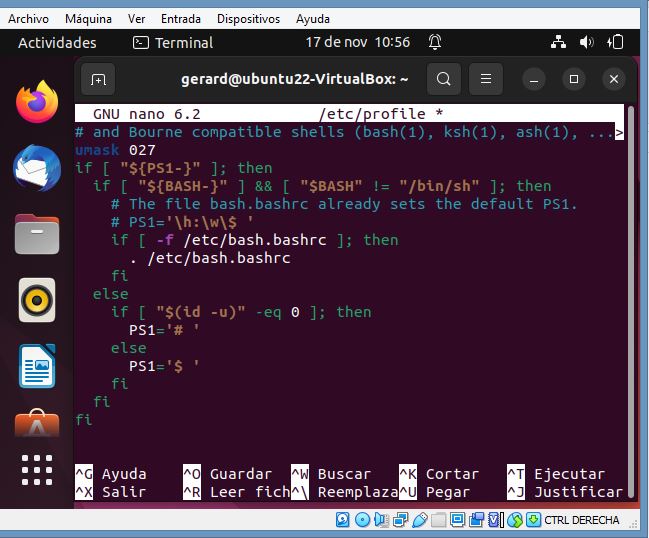 Archivo Máquina Ver Entrada Dispositivos Ayuda
Actividades Terminal 17 de nov 10:56
gerard@ubuntu22-VirtualBox: ~
GNU nano 6.2 /etc/profile *
# and Bourne compatible shells (bash(1), ksh(1), ash(1), ...>
umask 027
if [ "${PS1-}" ]; then
  if [ "${BASH-}" ] && [ "$BASH" != "/bin/sh" ]; then
    # The file bash.bashrc already sets the default PS1.
    # PS1='\h:\w\$ '
    if [ -f /etc/bash.bashrc ]; then
      . /etc/bash.bashrc
    fi
  else
    if [ "$(id -u)" -eq 0 ]; then
      PS1='# '
    else
      PS1='$ '
    fi
  fi
fi
^G Ayuda ^O Guardar ^W Buscar ^K Cortar ^T Ejecutar
^X Salir ^R Leer fich^\ Reemplaza^U Pegar ^J Justificar
CTRL DERECHA